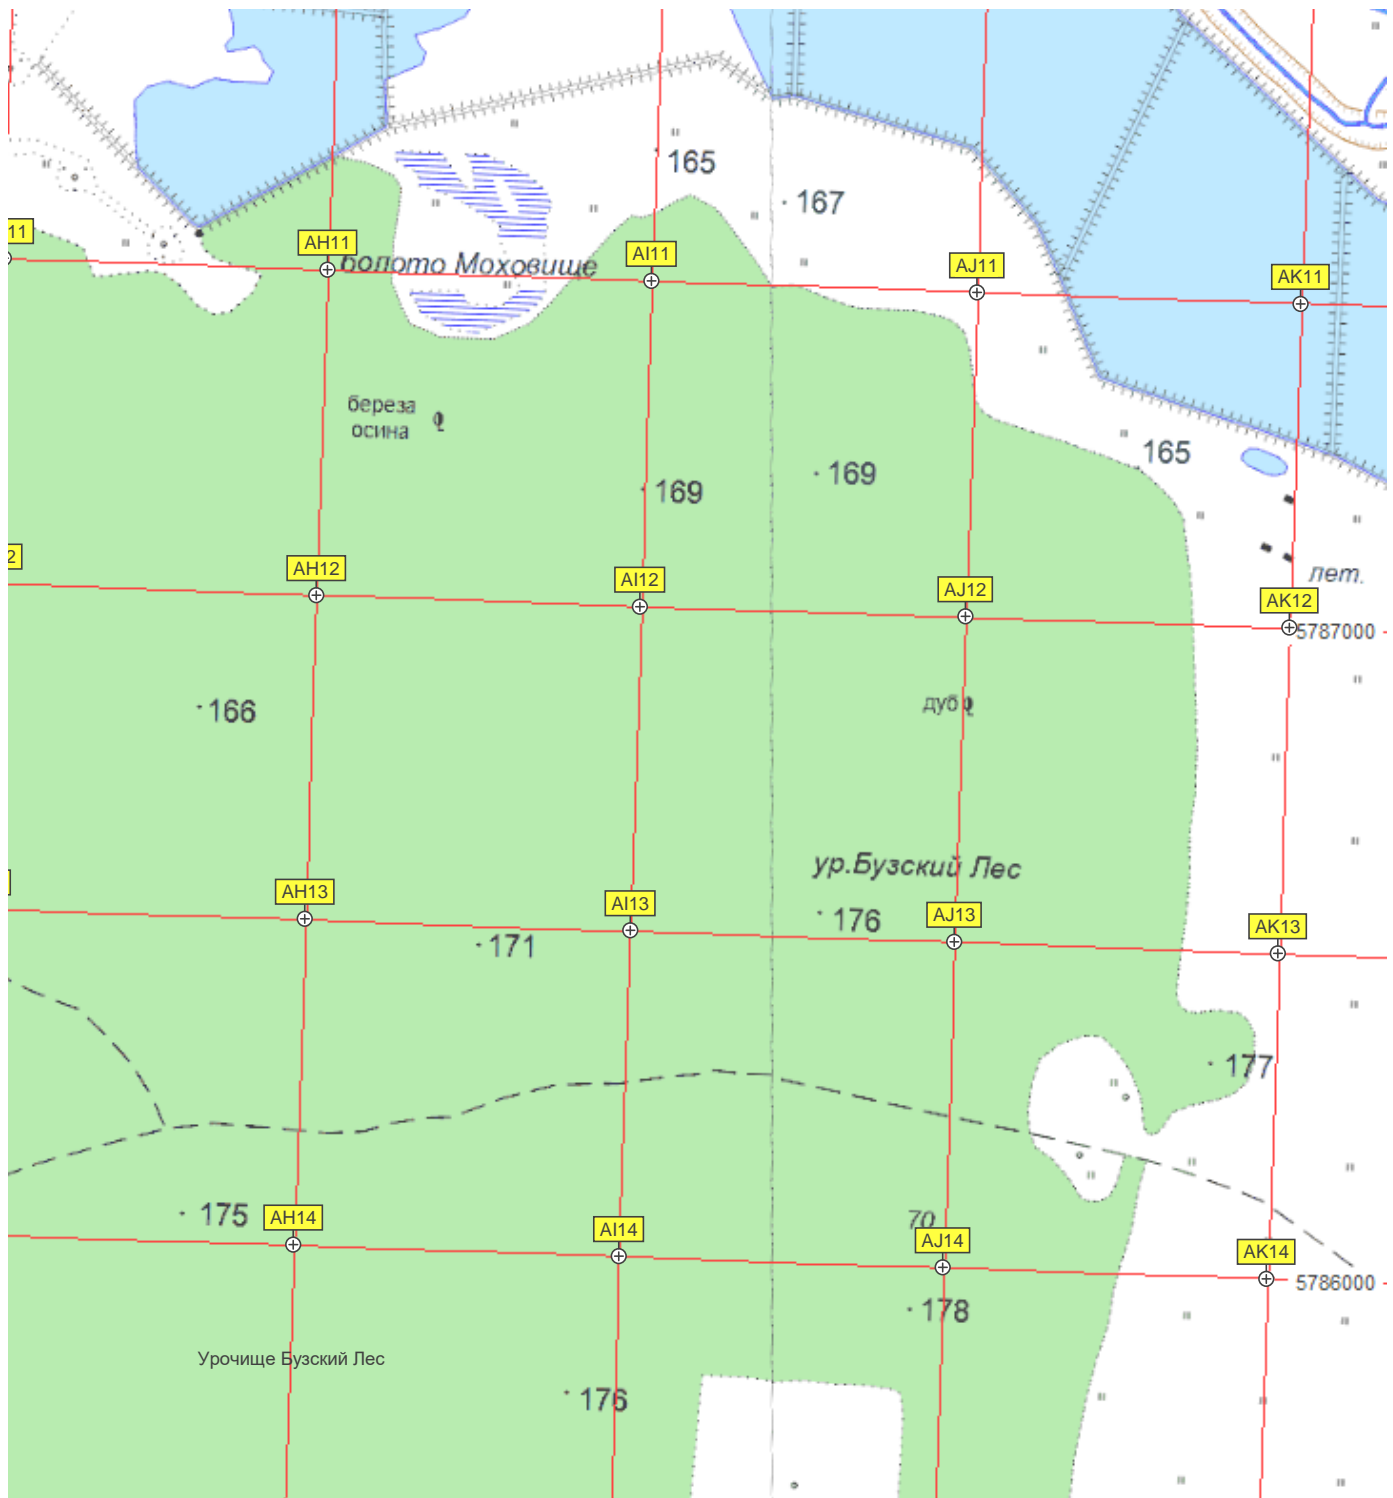 165
167
11
AH11
AI11
AJ11
AK11
болото Моховище
береза
осина
165
169
169
лет.
2
AH12
AI12
AJ12
AK12
5787000
166
дуб
ур.Бузский Лес
AH13
AI13
176
AJ13
AK13
171
177
175
AH14
AI14
70
AJ14
AK14
5786000
178
Урочище Бузский Лес
176